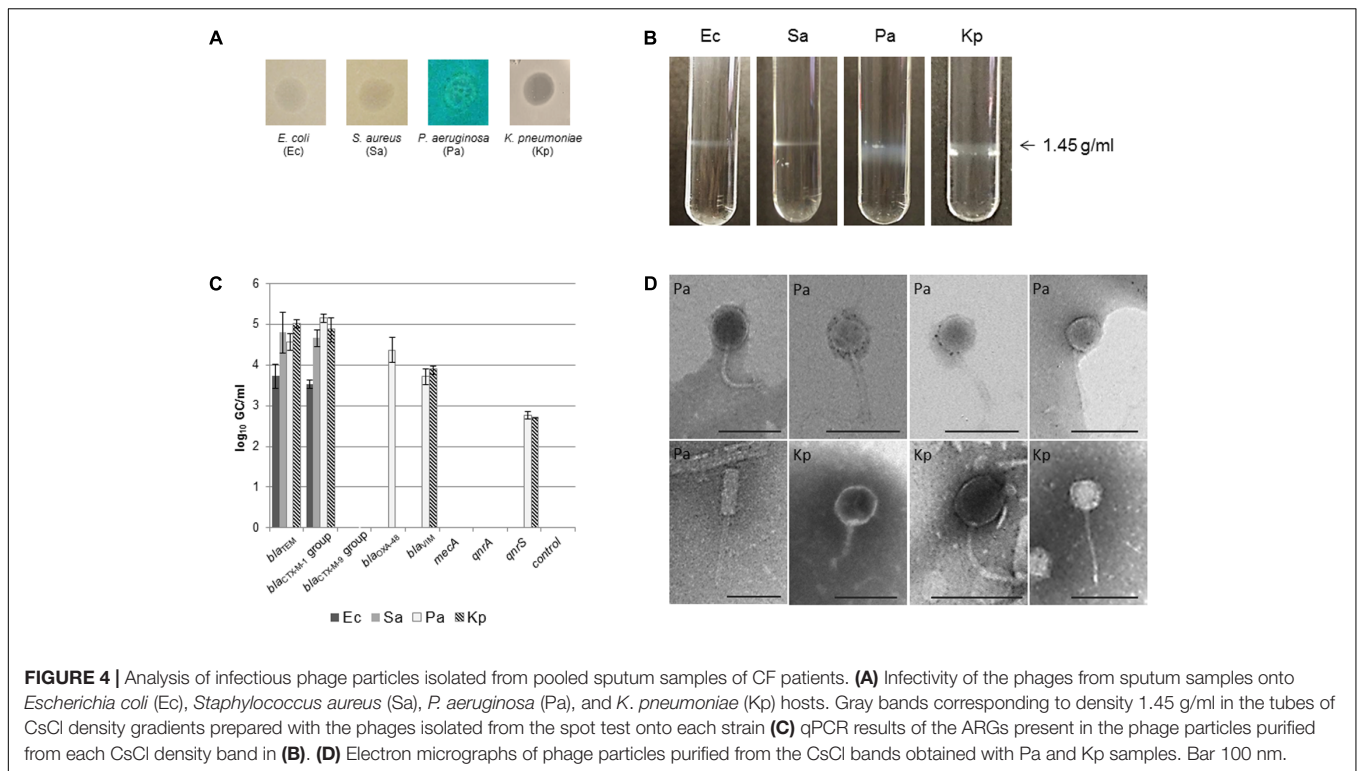 A
E. coli
(Ec)
S. aureus
(Sa)
P. aeruginosa
(Pa)
K. pneumoniae
(Kp)
B
Ec Sa Pa Kp
← 1.45 g/ml
C
log10 GC/ml
6
5
4
3
2
1
0
blaTEM
blaCTX-M-1 group
blaCTX-M-9 group
blaOXA-48
blaVIM
mecA
qnrA
qnrS
control
Ec Sa Pa Kp
D
Pa Pa Pa Pa
Pa Kp Kp Kp
FIGURE 4 | Analysis of infectious phage particles isolated from pooled sputum samples of CF patients. (A) Infectivity of the phages from sputum samples onto
Escherichia coli (Ec), Staphylococcus aureus (Sa), P. aeruginosa (Pa), and K. pneumoniae (Kp) hosts. Gray bands corresponding to density 1.45 g/ml in the tubes of
CsCl density gradients prepared with the phages isolated from the spot test onto each strain (C) qPCR results of the ARGs present in the phage particles purified
from each CsCl density band in (B). (D) Electron micrographs of phage particles purified from the CsCl bands obtained with Pa and Kp samples. Bar 100 nm.